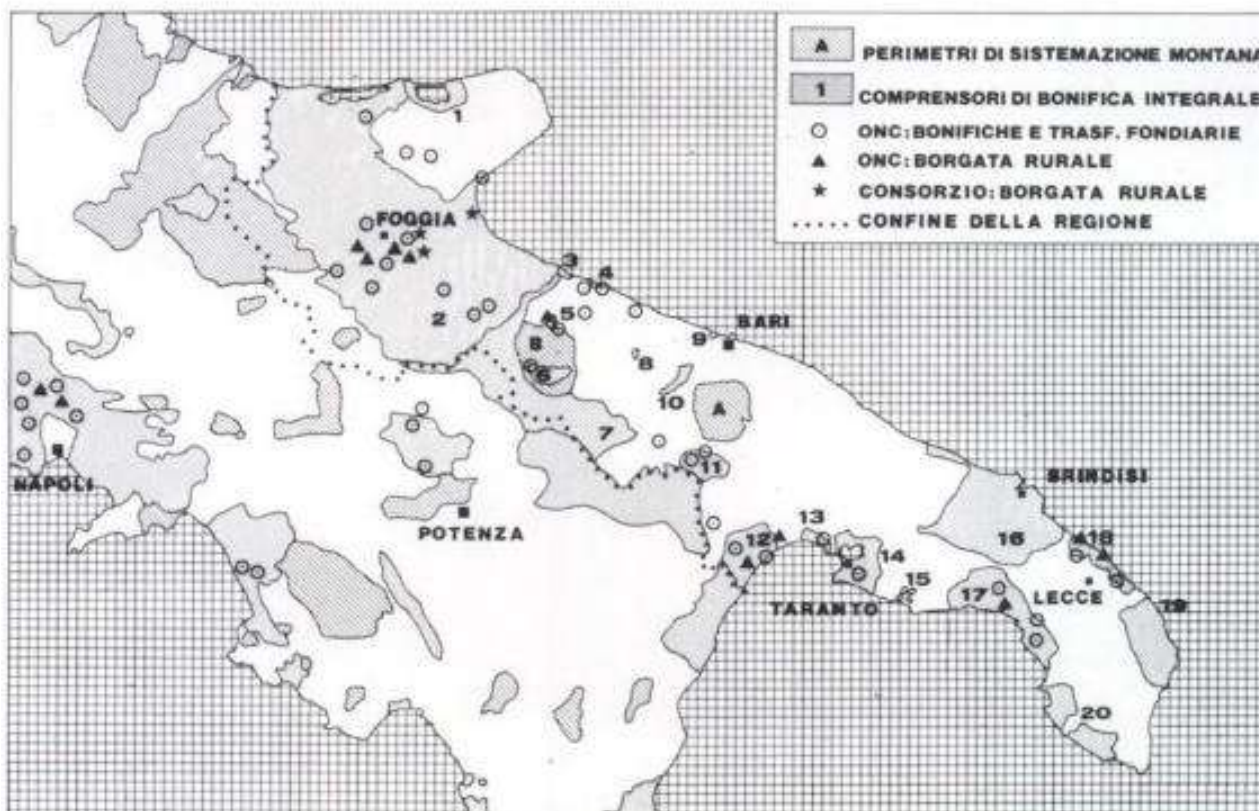 A PERIMETRI DI SISTEMAZIONE MONTANA
1 COMPRENSORI DI BONIFICA INTEGRALE
ONC: BONIFICHE E TRASF. FONDIARIE
ONC: BORGATA RURALE
CONSORZIO: BORGATA RURALE
CONFINE DELLA REGIONE
1
FOGGIA
3
4
2
5
BARI
9
B
8
6
10
A
7
11
NAPOLI
BRINDISI
POTENZA
12
13
16
18
14
15
TARANTO
17
LECCE
19
20